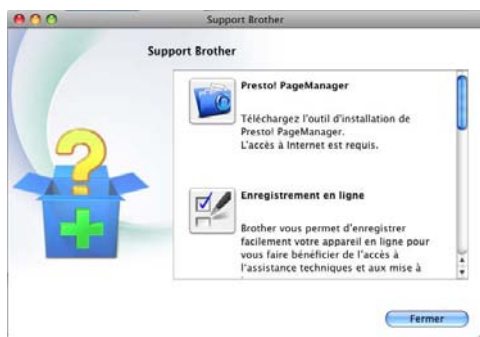 Support Brother
Support Brother
Presto! PageManager
Téléchargez l'outil d'installation de
Presto! PageManager.
L'accès à Internet est requis.
Enregistrement en ligne
Brother vous permet d'enregistrer
facilement votre appareil en ligne pour
vous faire bénéficier de l'accès à
l'assistance techniques et aux mise à
Fermer